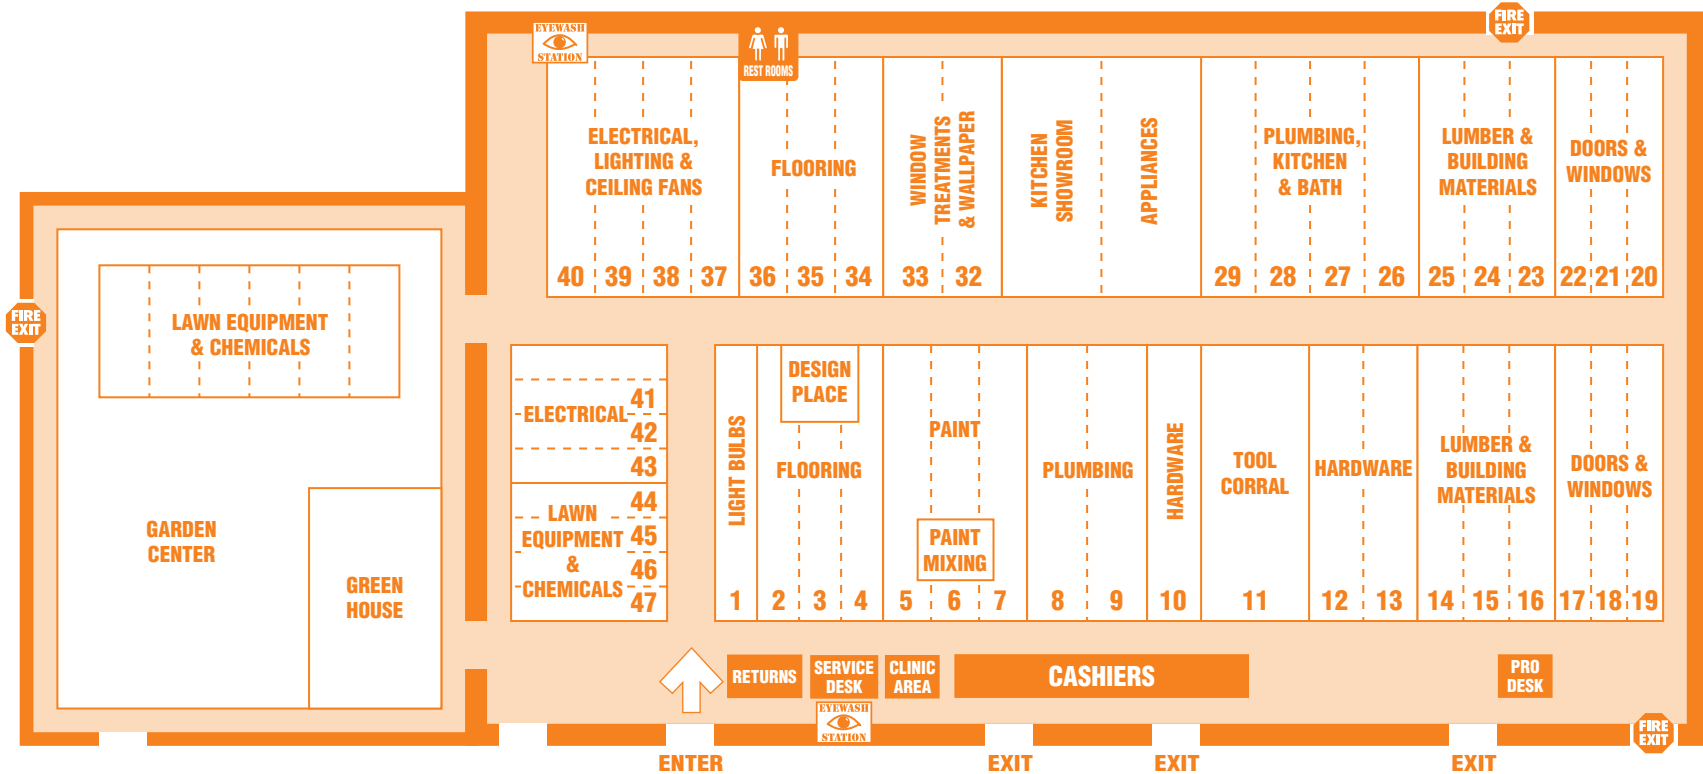 EYEWASH
STATION
REST ROOMS
FIRE
EXIT
ELECTRICAL,
LIGHTING &
CEILING FANS
FLOORING
WINDOW
TREATMENTS
& WALLPAPER
KITCHEN
SHOWROOM
APPLIANCES
PLUMBING,
KITCHEN
& BATH
LUMBER &
BUILDING
MATERIALS
DOORS &
WINDOWS
40 39 38 37 36 35 34 33 32 29 28 27 26 25 24 23 22 21 20
FIRE
EXIT
LAWN EQUIPMENT
& CHEMICALS
GARDEN
CENTER
GREEN
HOUSE
ELECTRICAL
41
42
43
LAWN
EQUIPMENT
&
CHEMICALS
44
45
46
47
LIGHT BULBS
DESIGN
PLACE
FLOORING
PAINT
PAINT
MIXING
PLUMBING
HARDWARE
TOOL
CORRAL
HARDWARE
LUMBER &
BUILDING
MATERIALS
DOORS &
WINDOWS
1 2 3 4 5 6 7 8 9 10 11 12 13 14 15 16 17 18 19
RETURNS
SERVICE
DESK
CLINIC
AREA
CASHIERS
PRO
DESK
EYEWASH
STATION
FIRE
EXIT
ENTER
EXIT
EXIT
EXIT